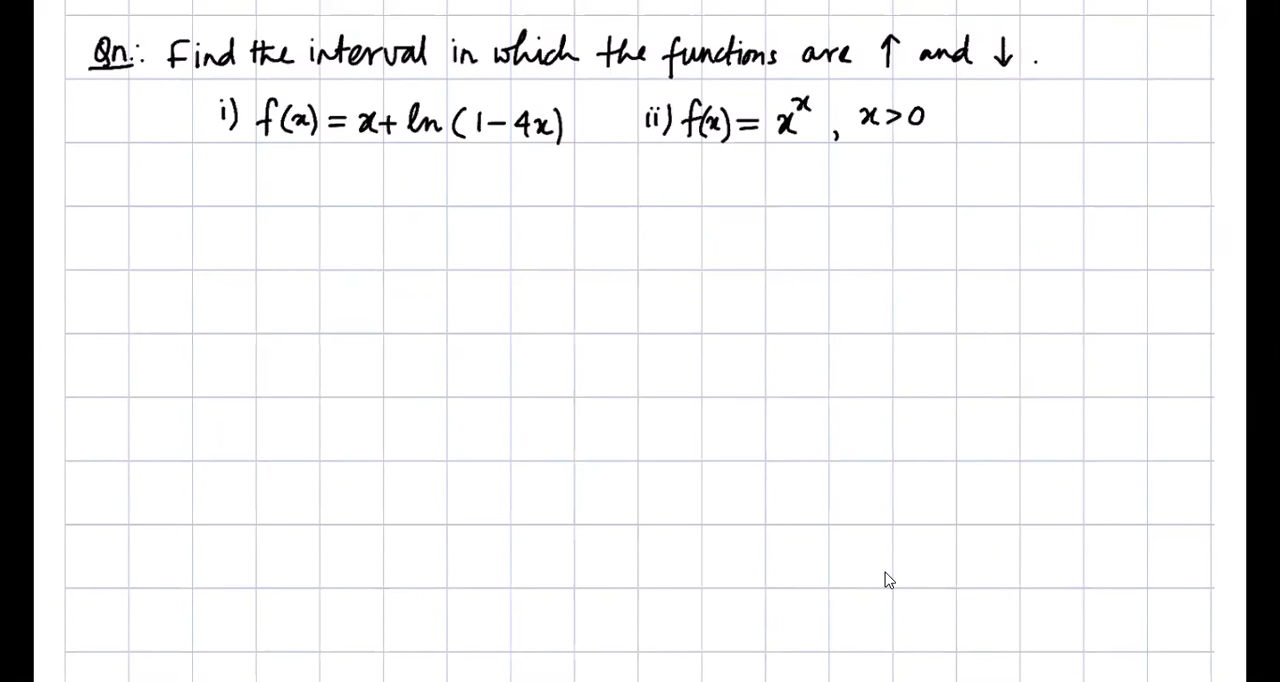 Qn.: Find the interval in which the functions are ↑ and ↓.
i) f(x) = x + ln (1 - 4x) ii) f(x) = x^x , x > 0